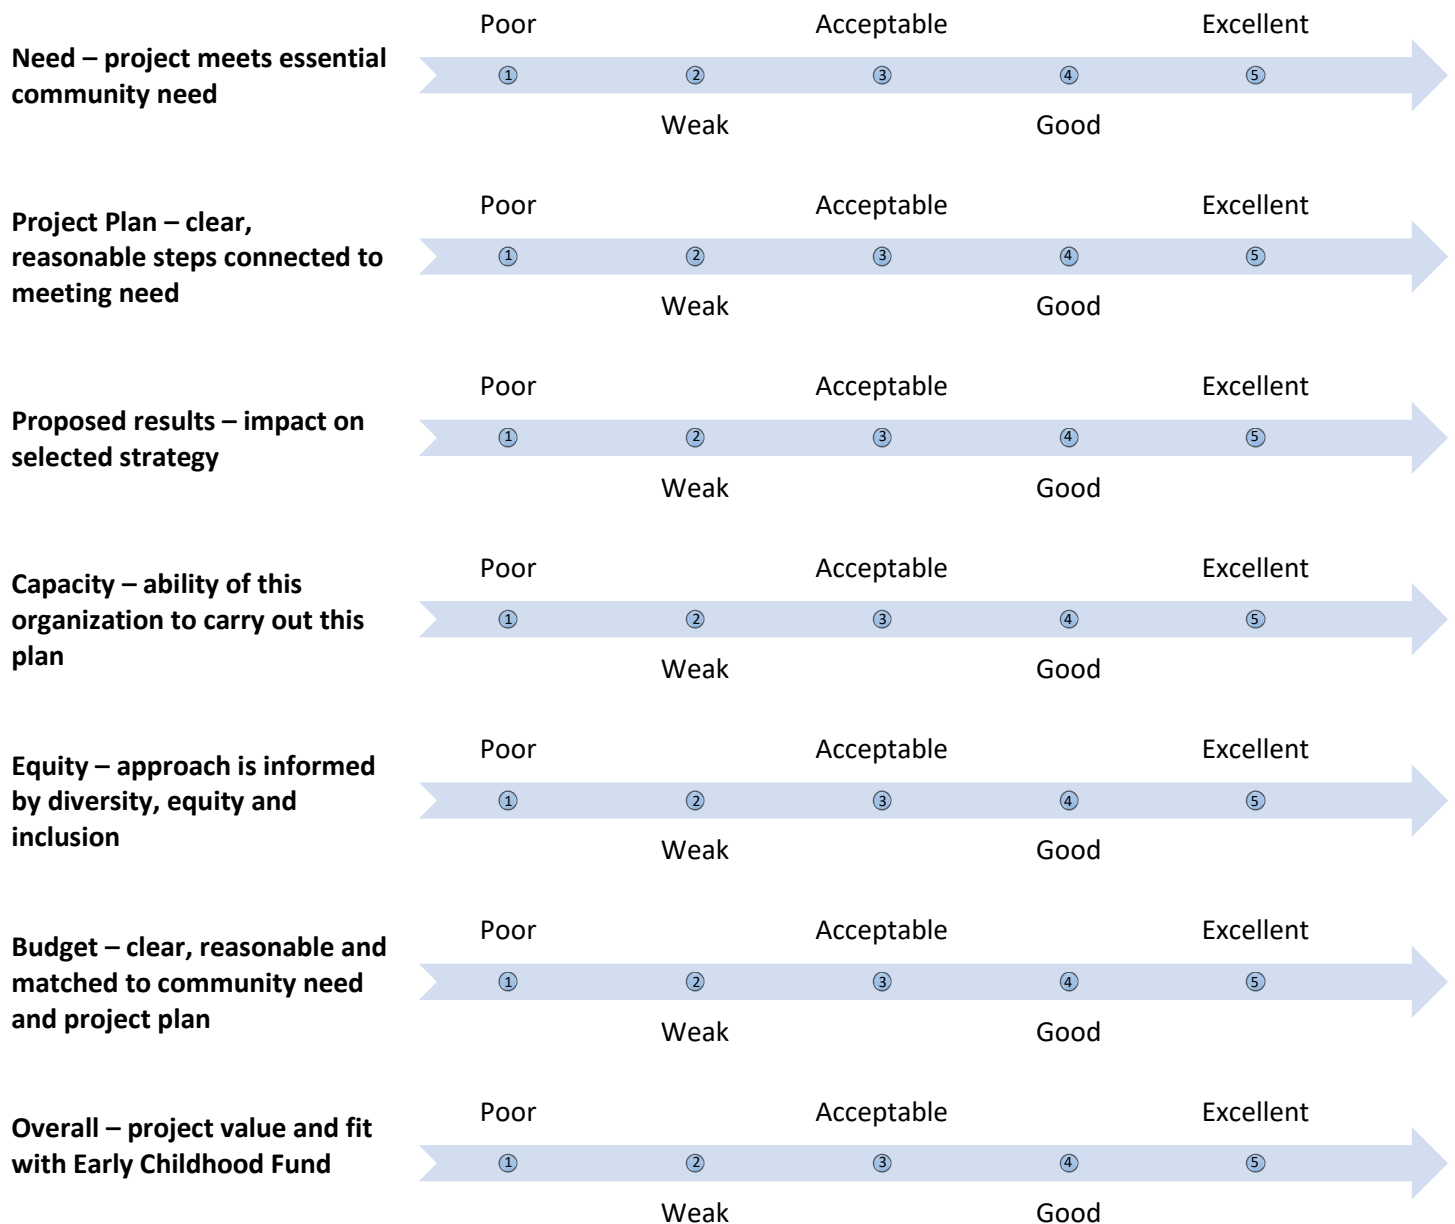 Need – project meets essential
community need
Poor Acceptable Excellent
1 2 3 4 5
Weak Good
Project Plan – clear,
reasonable steps connected to
meeting need
Poor Acceptable Excellent
1 2 3 4 5
Weak Good
Proposed results – impact on
selected strategy
Poor Acceptable Excellent
1 2 3 4 5
Weak Good
Capacity – ability of this
organization to carry out this
plan
Poor Acceptable Excellent
1 2 3 4 5
Weak Good
Equity – approach is informed
by diversity, equity and
inclusion
Poor Acceptable Excellent
1 2 3 4 5
Weak Good
Budget – clear, reasonable and
matched to community need
and project plan
Poor Acceptable Excellent
1 2 3 4 5
Weak Good
Overall – project value and fit
with Early Childhood Fund
Poor Acceptable Excellent
1 2 3 4 5
Weak Good